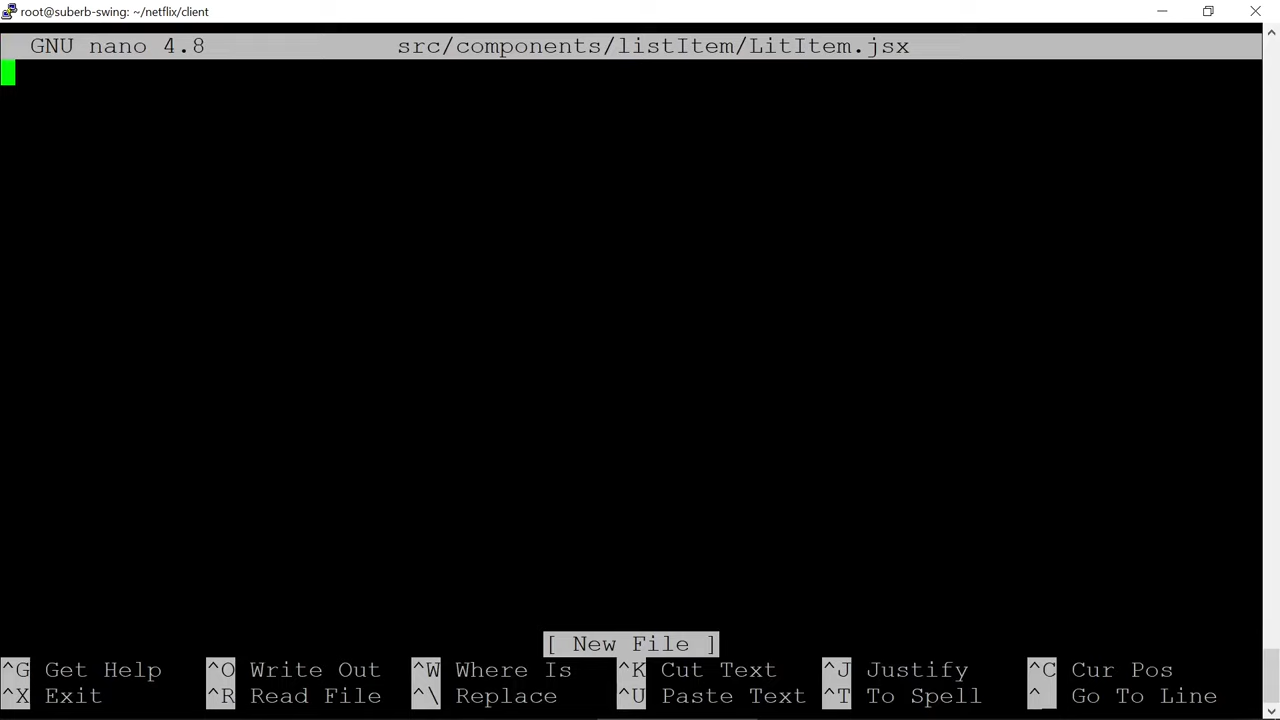 root@suberb-swing: ~/netflix/client
GNU nano 4.8 src/components/listItem/LitItem.jsx
[ New File ]
^G Get Help ^O Write Out ^W Where Is ^K Cut Text ^J Justify ^C Cur Pos
^X Exit ^R Read File ^\ Replace ^U Paste Text ^T To Spell ^_ Go To Line